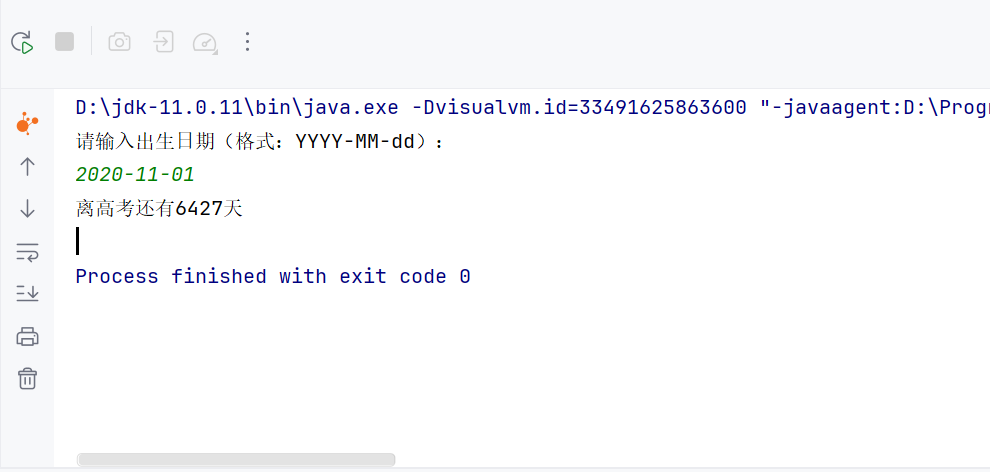 D:\jdk-11.0.11\bin\java.exe -Dvisualvm.id=33491625863600 "-javaagent:D:\Progr
请输入出生日期（格式：YYYY-MM-dd）：
2020-11-01
离高考还有6427天
Process finished with exit code 0